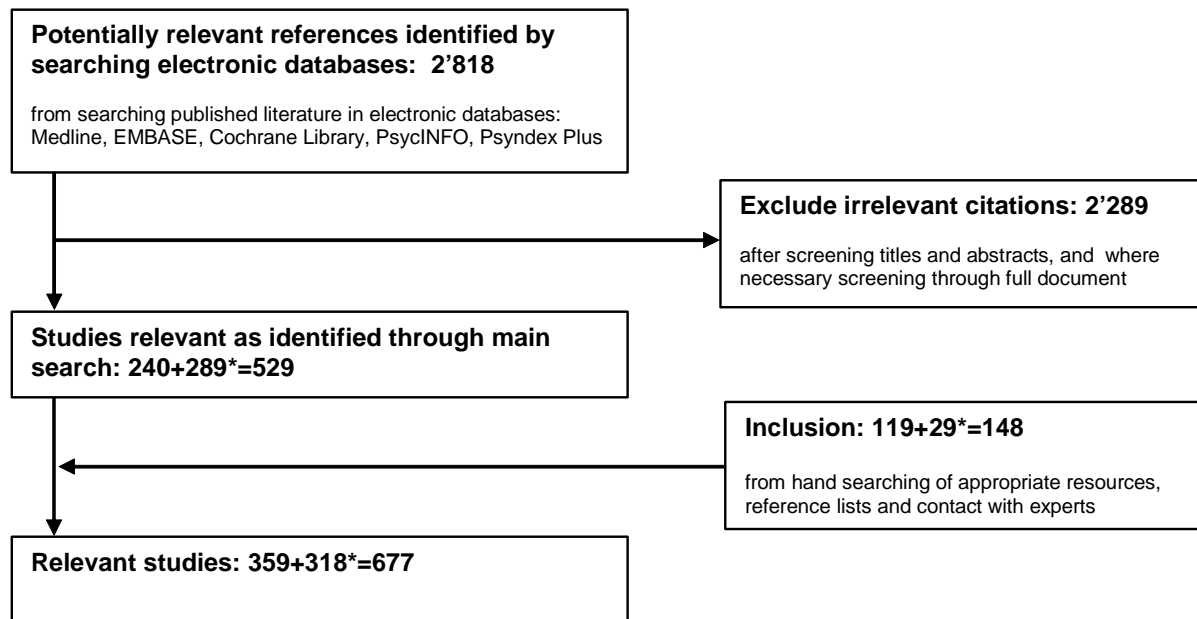 Potentially relevant references identified by
searching electronic databases:  2’818
from searching published literature in electronic databases:
Medline, EMBASE, Cochrane Library, PsycINFO, Psyndex Plus
Exclude irrelevant citations: 2’289
after screening titles and abstracts, and  where
necessary screening through full document
Studies relevant as identified through main
search: 240+289*=529
Inclusion: 119+29*=148
from hand searching of appropriate resources,
reference lists and contact with experts
Relevant studies: 359+318*=677